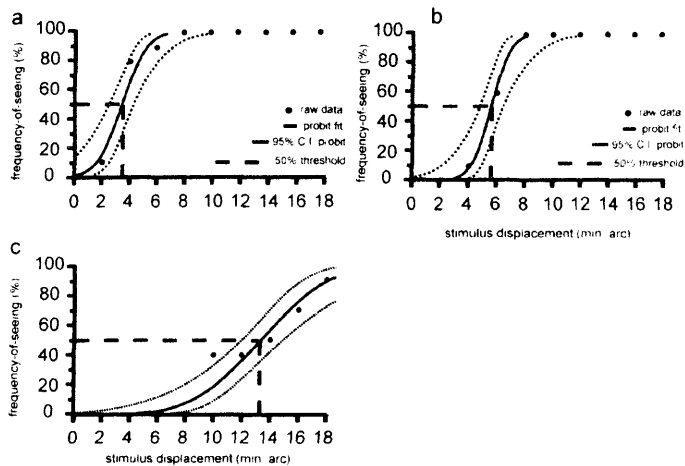 a
frequency-of-seeing (%)
100
80
60
40
20
0
0 2 4 6 8 10 12 14 16 18
raw data
probit fit
95% C I probit
50% threshold
b
frequency-of-seeing (%)
100
80
60
40
20
0
0 2 4 6 8 10 12 14 16 18
raw data
probit fit
95% C I probit
50% threshold
stimulus displacement (min arc)
c
frequency-of-seeing (%)
100
80
60
40
20
0
0 2 4 6 8 10 12 14 16 18
stimulus displacement (min arc)